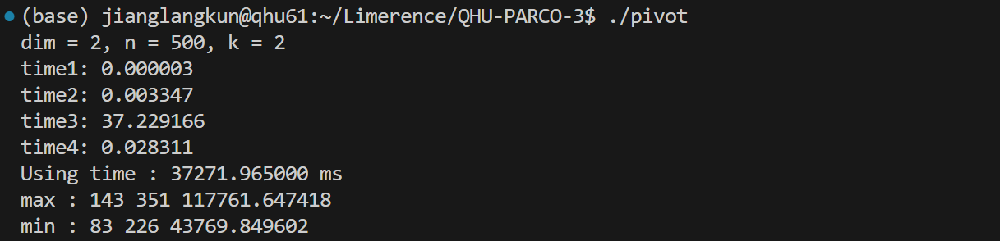 (base) jianglangkun@qhu61:~/Limerence/QHU-PARCO-3$ ./pivot
dim = 2, n = 500, k = 2
time1: 0.000003
time2: 0.003347
time3: 37.229166
time4: 0.028311
Using time : 37271.965000 ms
max : 143 351 117761.647418
min : 83 226 43769.849602